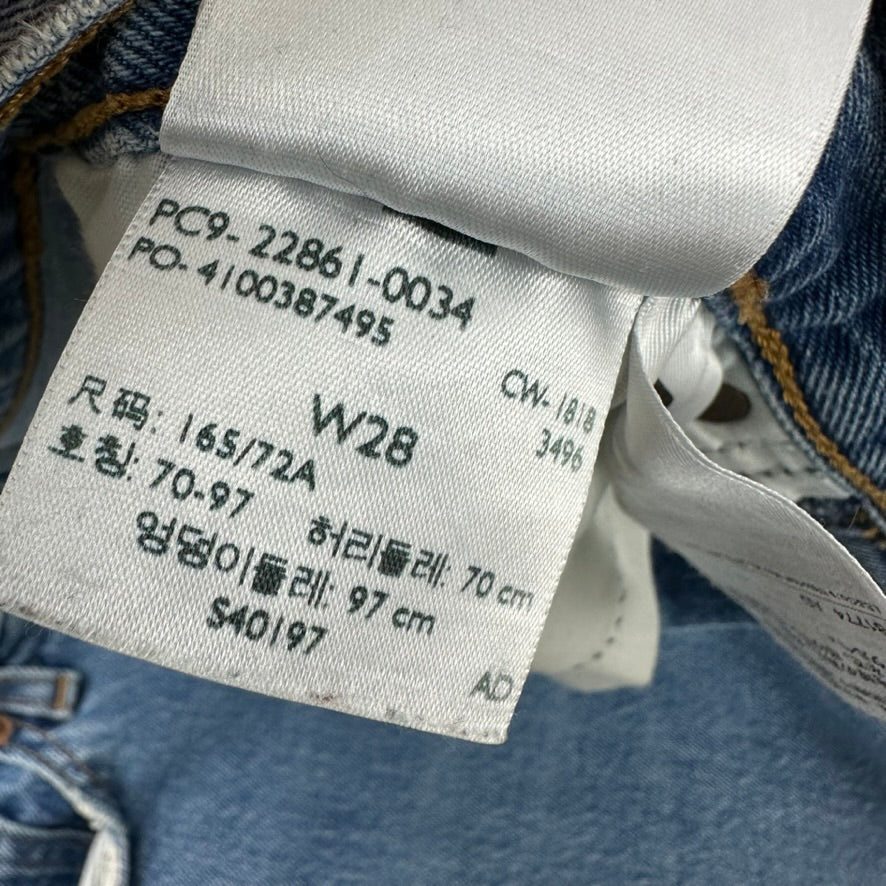 PC9-22861-0034
PO-4100387495
CW-1818
3496
W28
尺码: 165/72A
호칭: 70-97
허리둘레: 70 cm
엉덩이둘레: 97 cm
S40197
AD